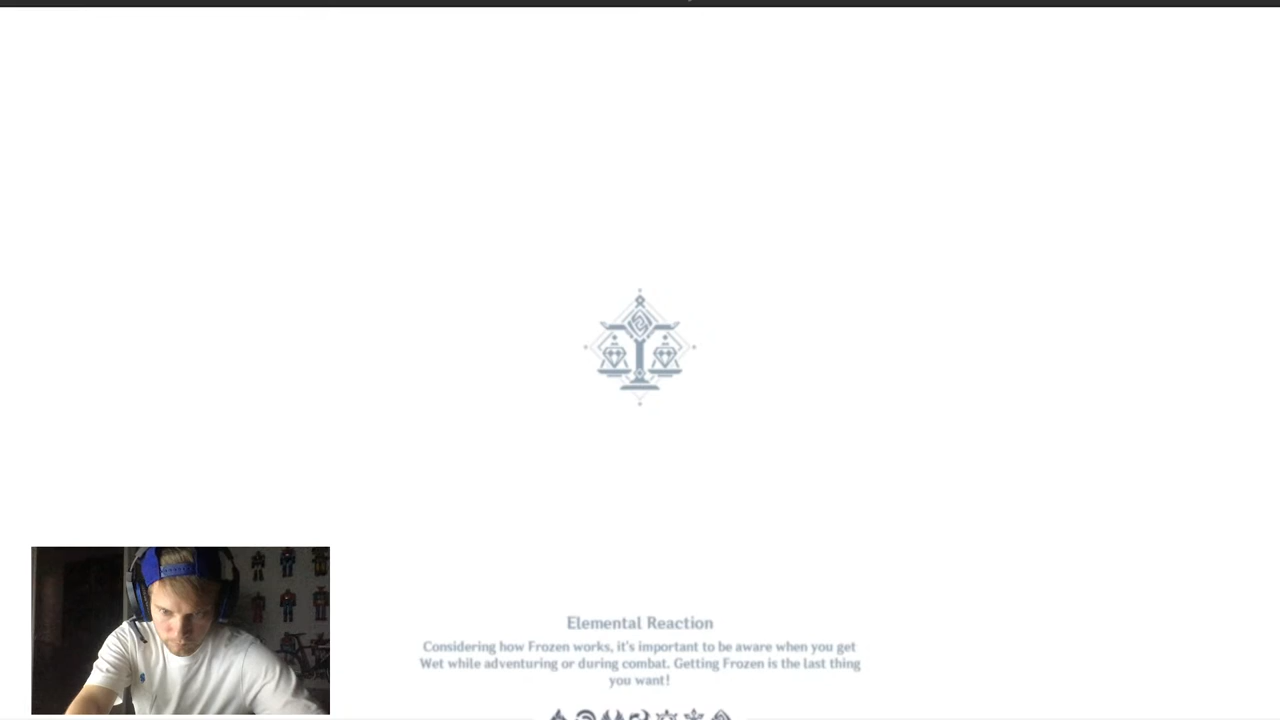 Elemental Reaction
Considering how Frozen works, it's important to be aware when you get
Wet while adventuring or during combat. Getting Frozen is the last thing
you want!